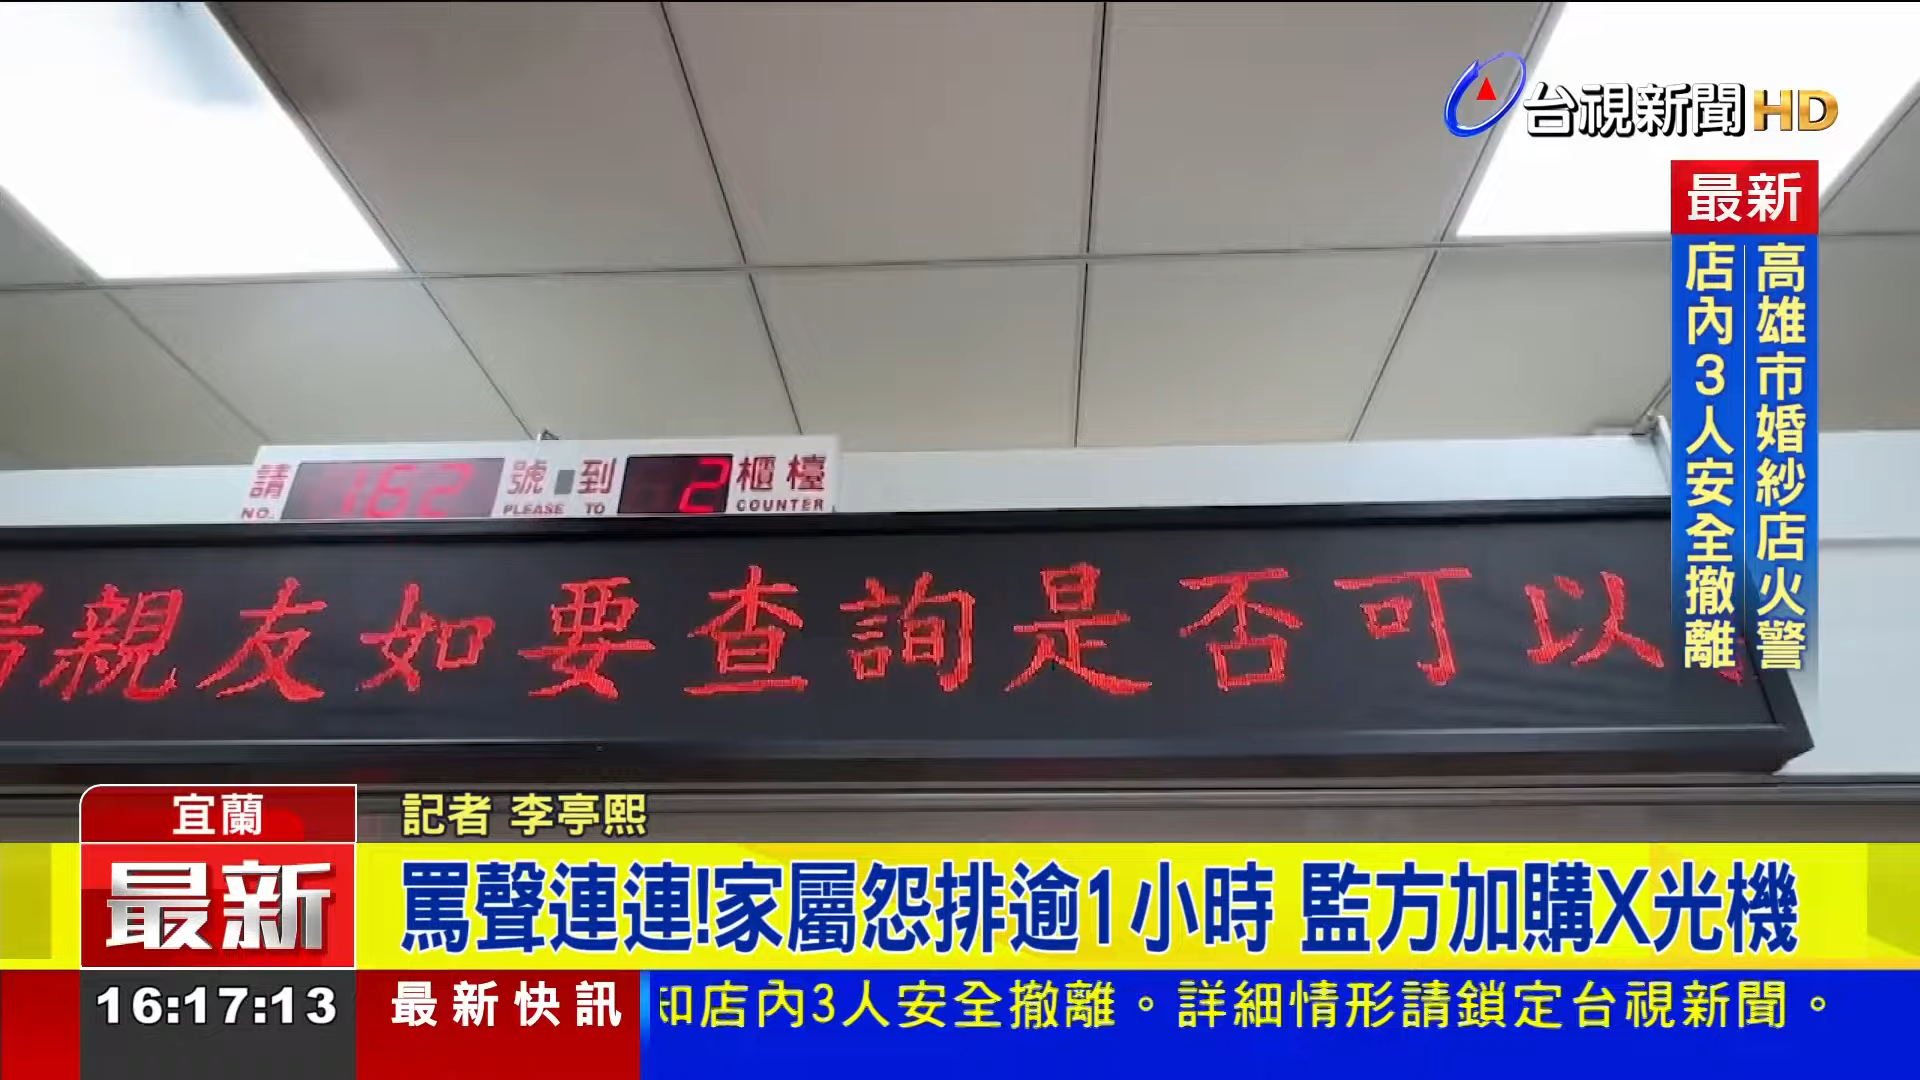 台視新聞HD
最新
高雄市婚紗店火警
店內3人安全撤離
請 162 號 到 2 櫃檯
NO. PLEASE TO COUNTER
親友如要查詢是否可以
宜蘭
記者 李亭熙
最新
罵聲連連!家屬怨排逾1小時 監方加購X光機
16:17:13
最新快訊
店內3人安全撤離。詳細情形請鎖定台視新聞。